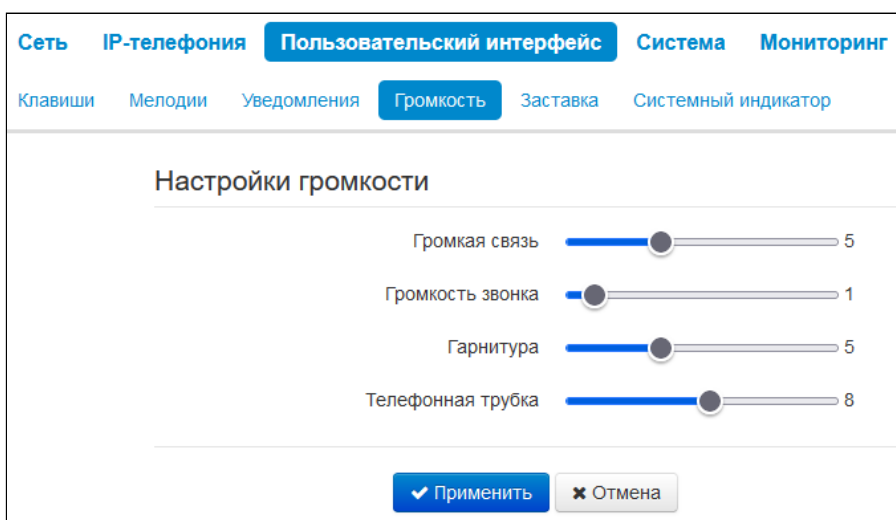 Сеть IP-телефония Пользовательский интерфейс Система Мониторинг
Клавиши Мелодии Уведомления Громкость Заставка Системный индикатор
Настройки громкости
Громкая связь 5
Громкость звонка 1
Гарнитура 5
Телефонная трубка 8
Применить Отмена